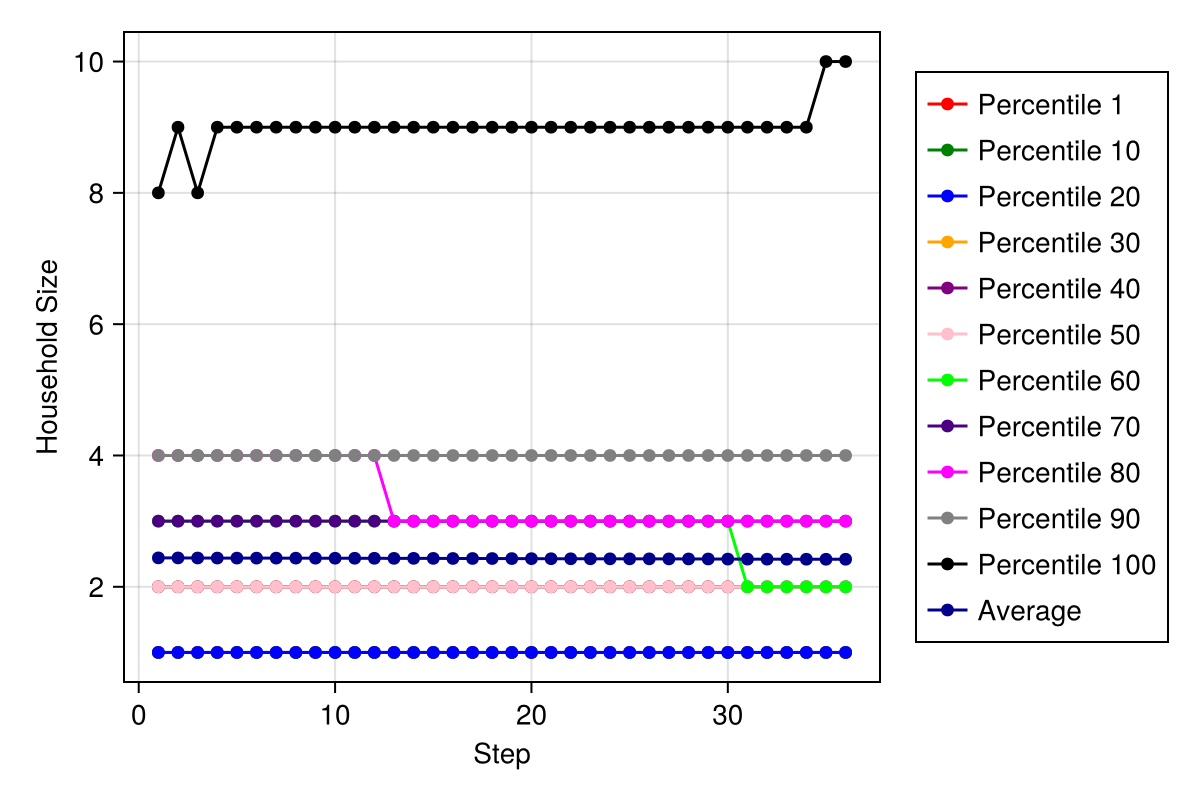 10
8
6
4
2
Household Size
0
10
20
30
Step
Percentile 1
Percentile 10
Percentile 20
Percentile 30
Percentile 40
Percentile 50
Percentile 60
Percentile 70
Percentile 80
Percentile 90
Percentile 100
Average